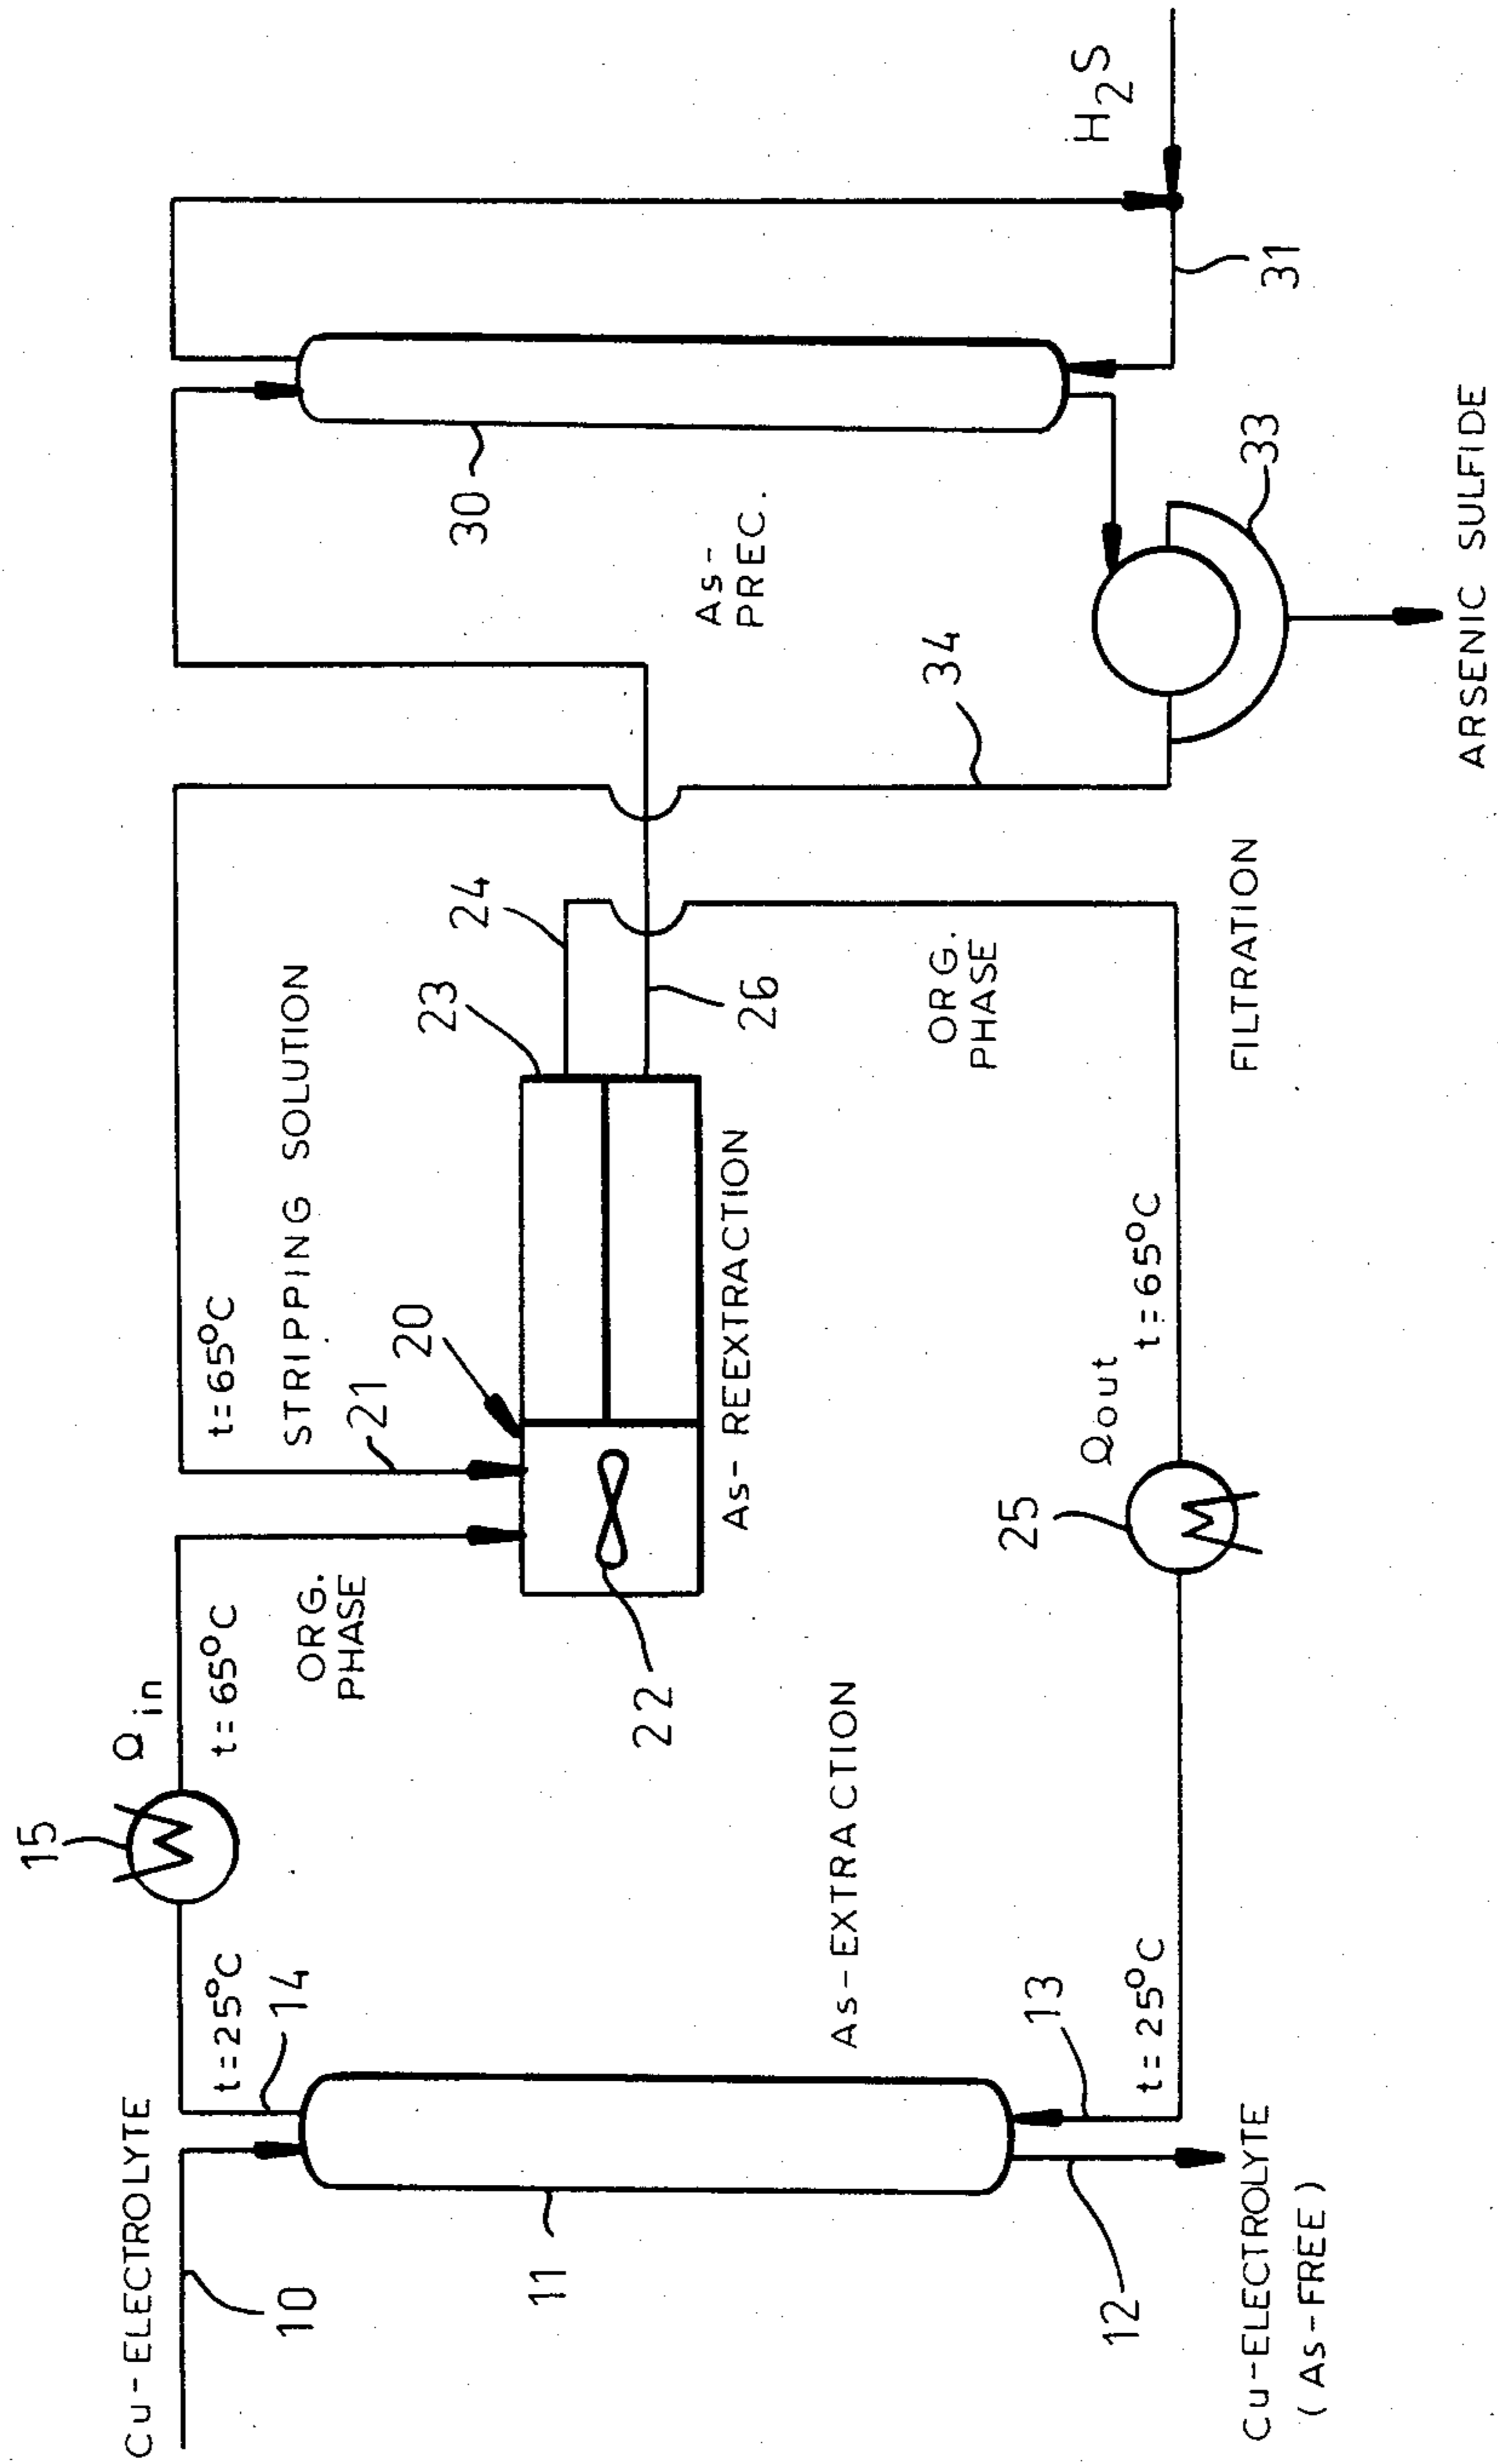 Cu-ELECTROLYTE
10
11
12
Cu-ELECTROLYTE
(As-FREE)
t=25°C
14
15
Q in
t=65°C
ORG.
PHASE
As-EXTRACTION
13
t=25°C
t=65°C
STRIPPING SOLUTION
21
20
22
23
24
26
As-REEXTRACTION
25
Qout
t=65°C
ORG.
PHASE
FILTRATION
34
30
As-
PREC.
33
ARSENIC SULFIDE
31
H2S